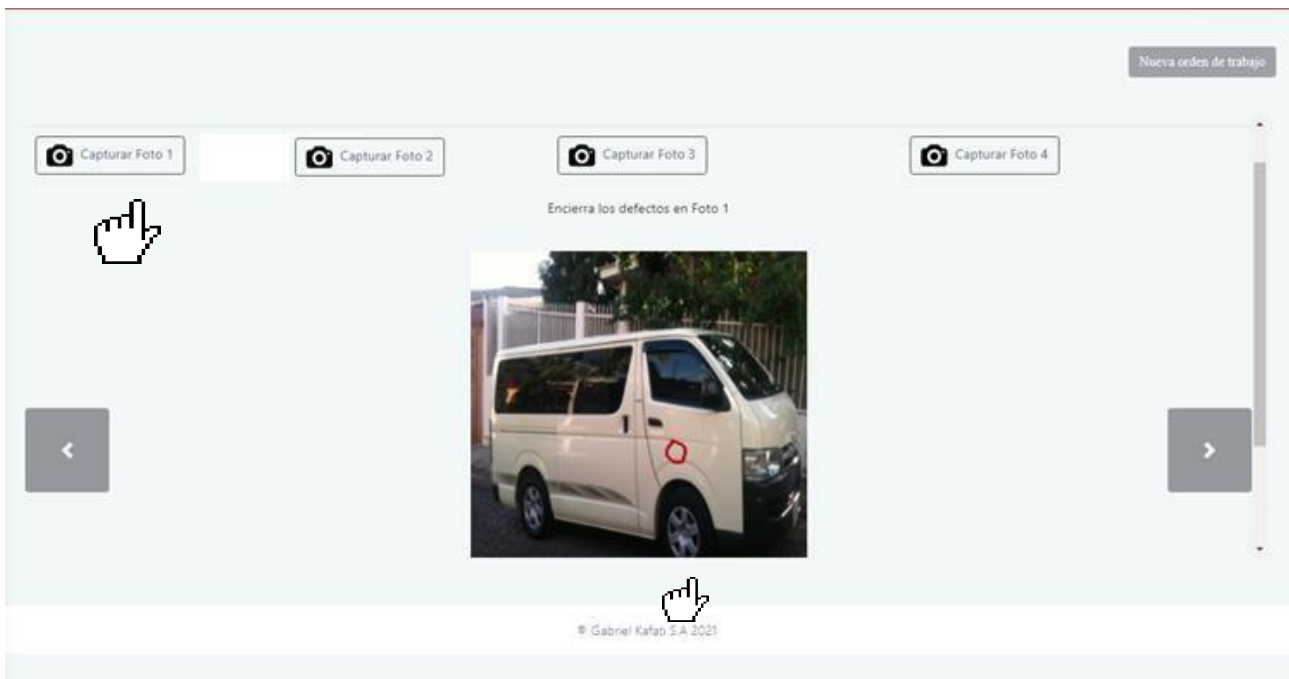 Nueva orden de trabajo
Capturar Foto 1
Capturar Foto 2
Capturar Foto 3
Capturar Foto 4
Encierra los defectos en Foto 1
® Gabriel Kafati S.A 2021